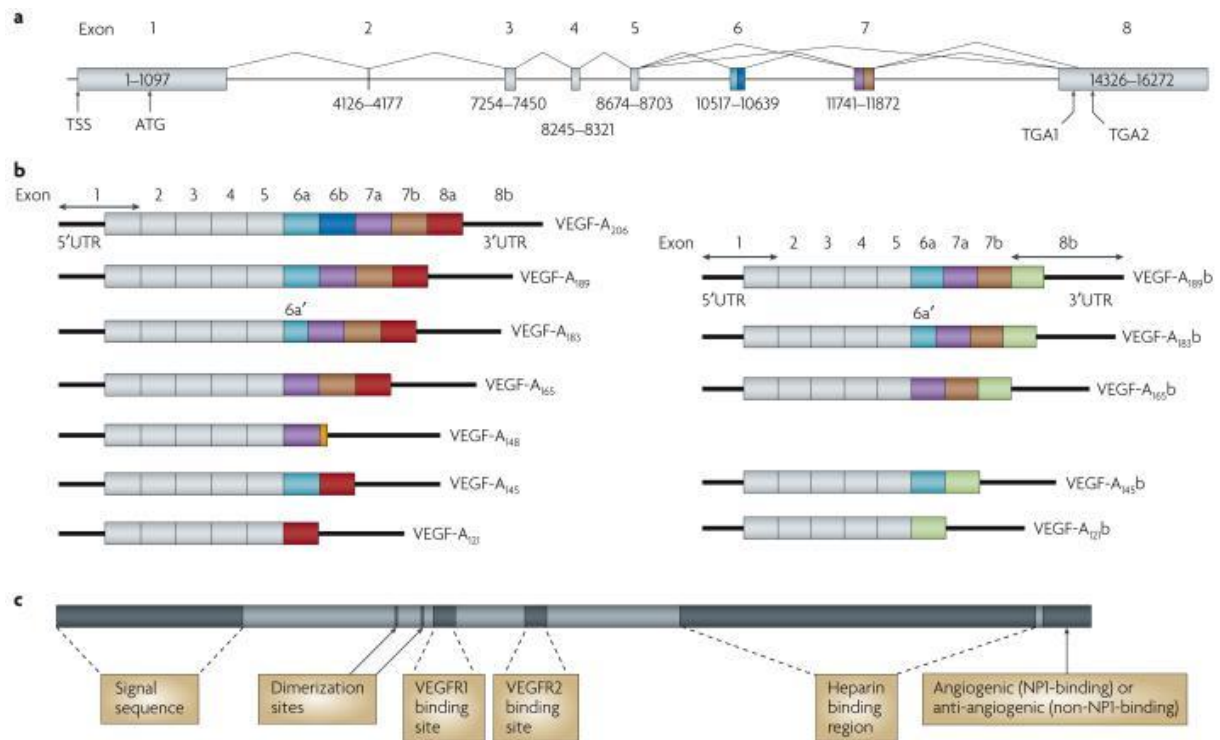 a
Exon 1 2 3 4 5 6 7 8
1–1097 14326–16272
4126–4177 7254–7450 8674–8703 10517–10639 11741–11872
TSS ATG 8245–8321 TGA1 TGA2
b
Exon 1 2 3 4 5 6a 6b 7a 7b 8a 8b
VEGF-A206
5′UTR 3′UTR
VEGF-A189
6a′
VEGF-A183
VEGF-A165
VEGF-A148
VEGF-A145
VEGF-A121
Exon 1 2 3 4 5 6a 7a 7b 8b
VEGF-A189b
5′UTR 3′UTR
6a′
VEGF-A183b
VEGF-A165b
VEGF-A145b
VEGF-A121b
c
Signal
sequence
Dimerization
sites
VEGFR1
binding
site
VEGFR2
binding
site
Heparin
binding
region
Angiogenic (NP1-binding) or
anti-angiogenic (non-NP1-binding)